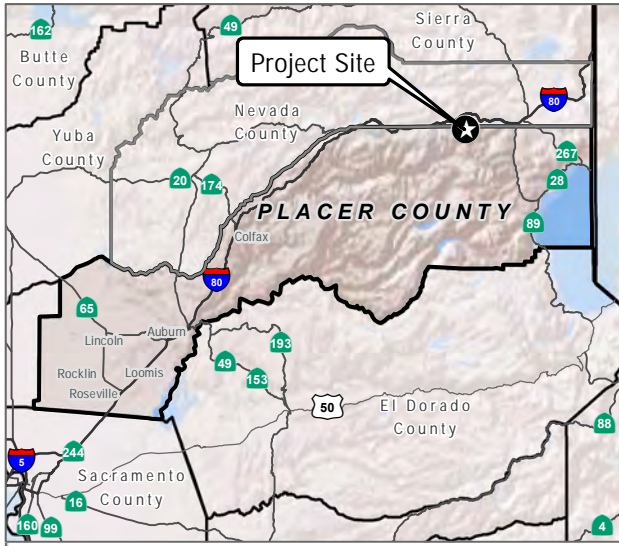 162
49
Sierra
County
Butte
County
Project Site
80
Nevada
County
Yuba
County
267
20
174
28
PLACER COUNTY
89
Colfax
80
65
Auburn
Lincoln
193
49
Loomis
Rocklin
153
Roseville
50
El Dorado
County
88
244
5
Sacramento
County
16
160
99
4